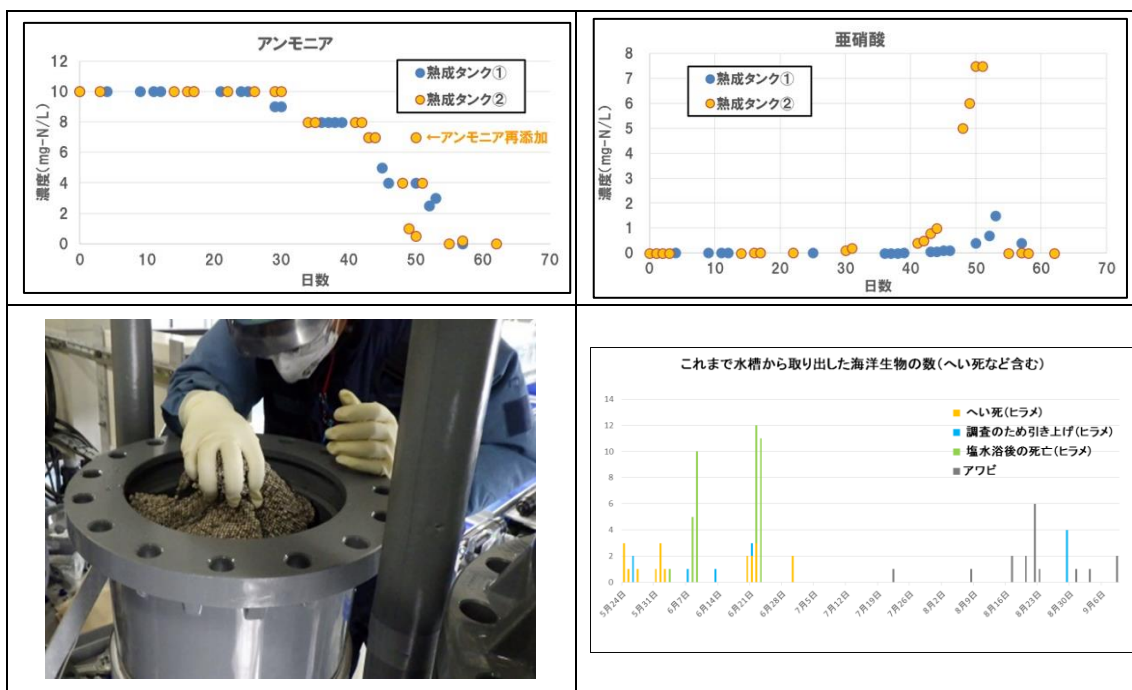 アンモニア
12
10
8
6
4
2
0
濃度(mg-N/L)
熟成タンク①
熟成タンク②
←アンモニア再添加
0 10 20 30 40 50 60 70
日数
亜硝酸
8
7
6
5
4
3
2
1
0
濃度(mg-N/L)
熟成タンク①
熟成タンク②
0 10 20 30 40 50 60 70
日数
これまで水槽から取り出した海洋生物の数(へい死など含む)
14
12
10
8
6
4
2
0
へい死(ヒラメ)
調査のため引き上げ(ヒラメ)
塩水浴後の死亡(ヒラメ)
アワビ
5月24日 5月31日 6月7日 6月14日 6月21日 6月28日 7月5日 7月12日 7月19日 7月26日 8月2日 8月9日 8月16日 8月23日 8月30日 9月6日